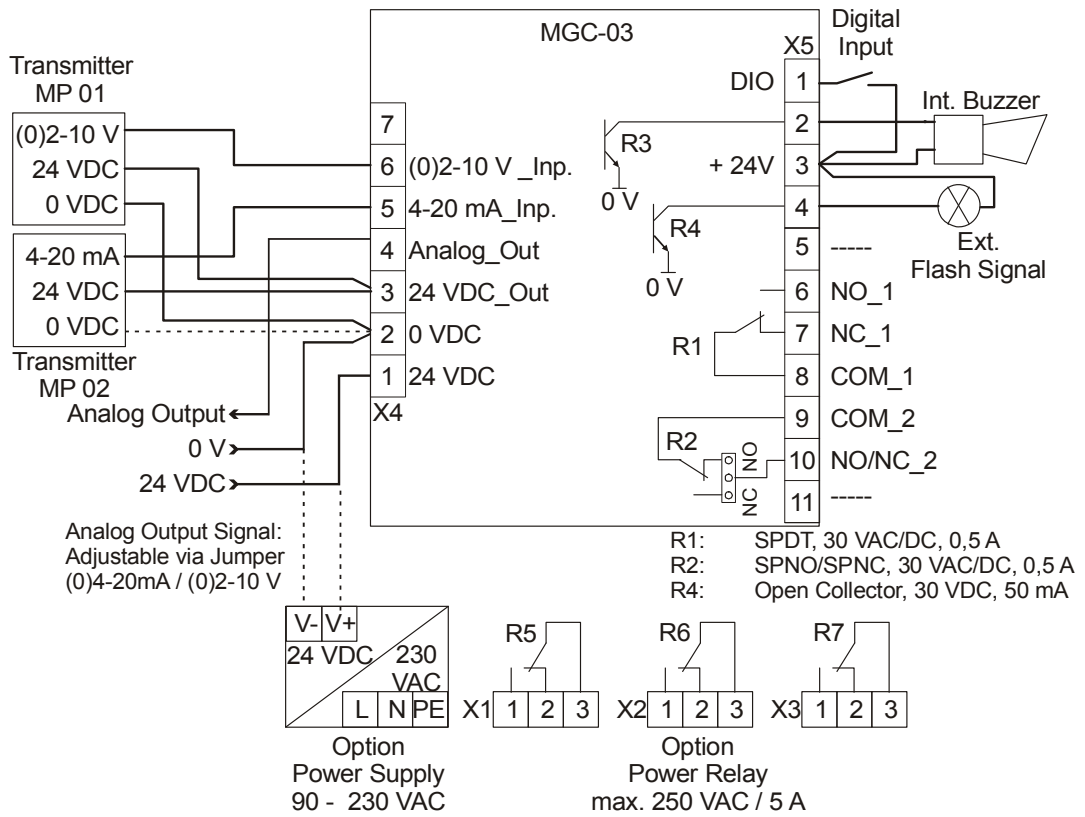 MGC-03
Digital
Input
X5
Transmitter
MP 01
(0)2-10 V
24 VDC
0 VDC
4-20 mA
24 VDC
0 VDC
Transmitter
MP 02
7
6 (0)2-10 V _Inp.
5 4-20 mA_Inp.
4 Analog_Out
3 24 VDC_Out
2 0 VDC
1 24 VDC
X4
Analog Output
0 V
24 VDC
Analog Output Signal:
Adjustable via Jumper
(0)4-20mA / (0)2-10 V
DIO 1
2
+ 24V 3
4
5 -----
6 NO_1
7 NC_1
8 COM_1
9 COM_2
10 NO/NC_2
11 -----
R3
0 V
R4
0 V
R1
R2
NO
NC
Int. Buzzer
Ext.
Flash Signal
R1: SPDT, 30 VAC/DC, 0,5 A
R2: SPNO/SPNC, 30 VAC/DC, 0,5 A
R4: Open Collector, 30 VDC, 50 mA
V- V+
24 VDC
230
VAC
L N PE
Option
Power Supply
90 - 230 VAC
R5
X1 1 2 3
R6
X2 1 2 3
R7
X3 1 2 3
Option
Power Relay
max. 250 VAC / 5 A